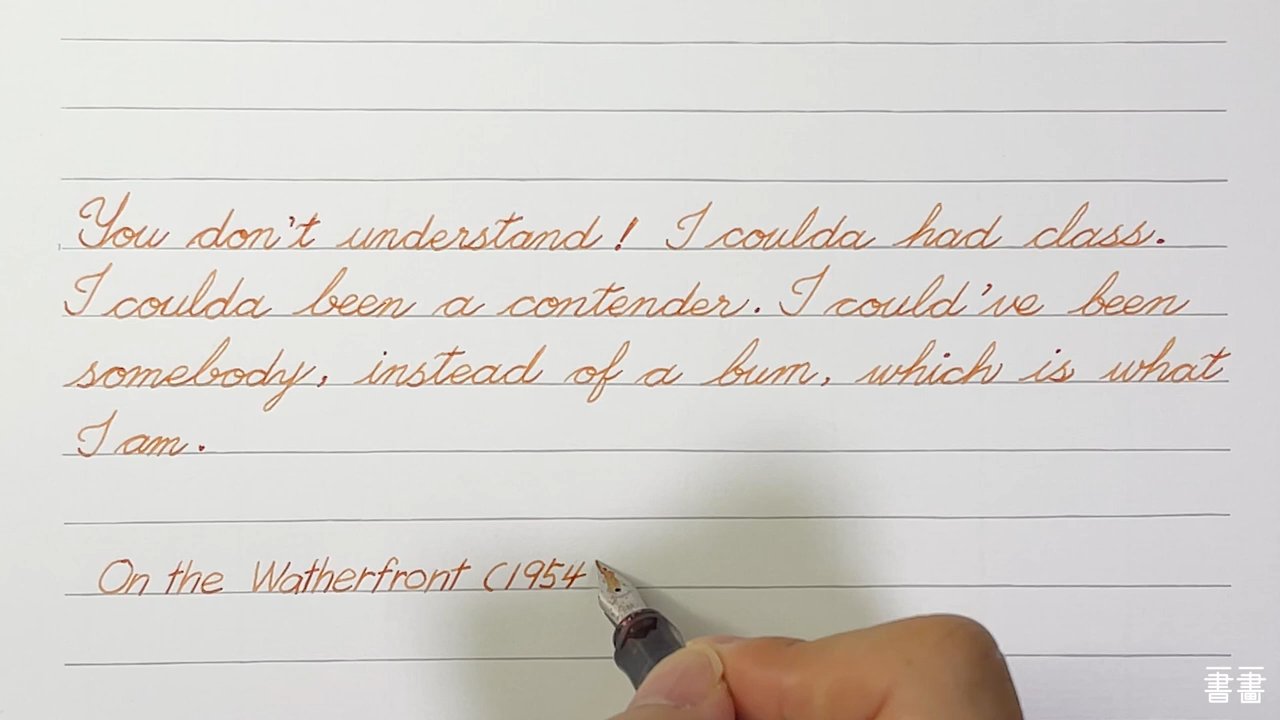 You don't understand! I coulda had class.
I coulda been a contender. I could've been
somebody, instead of a bum, which is what
I am.
On the Watherfront (1954
書畫